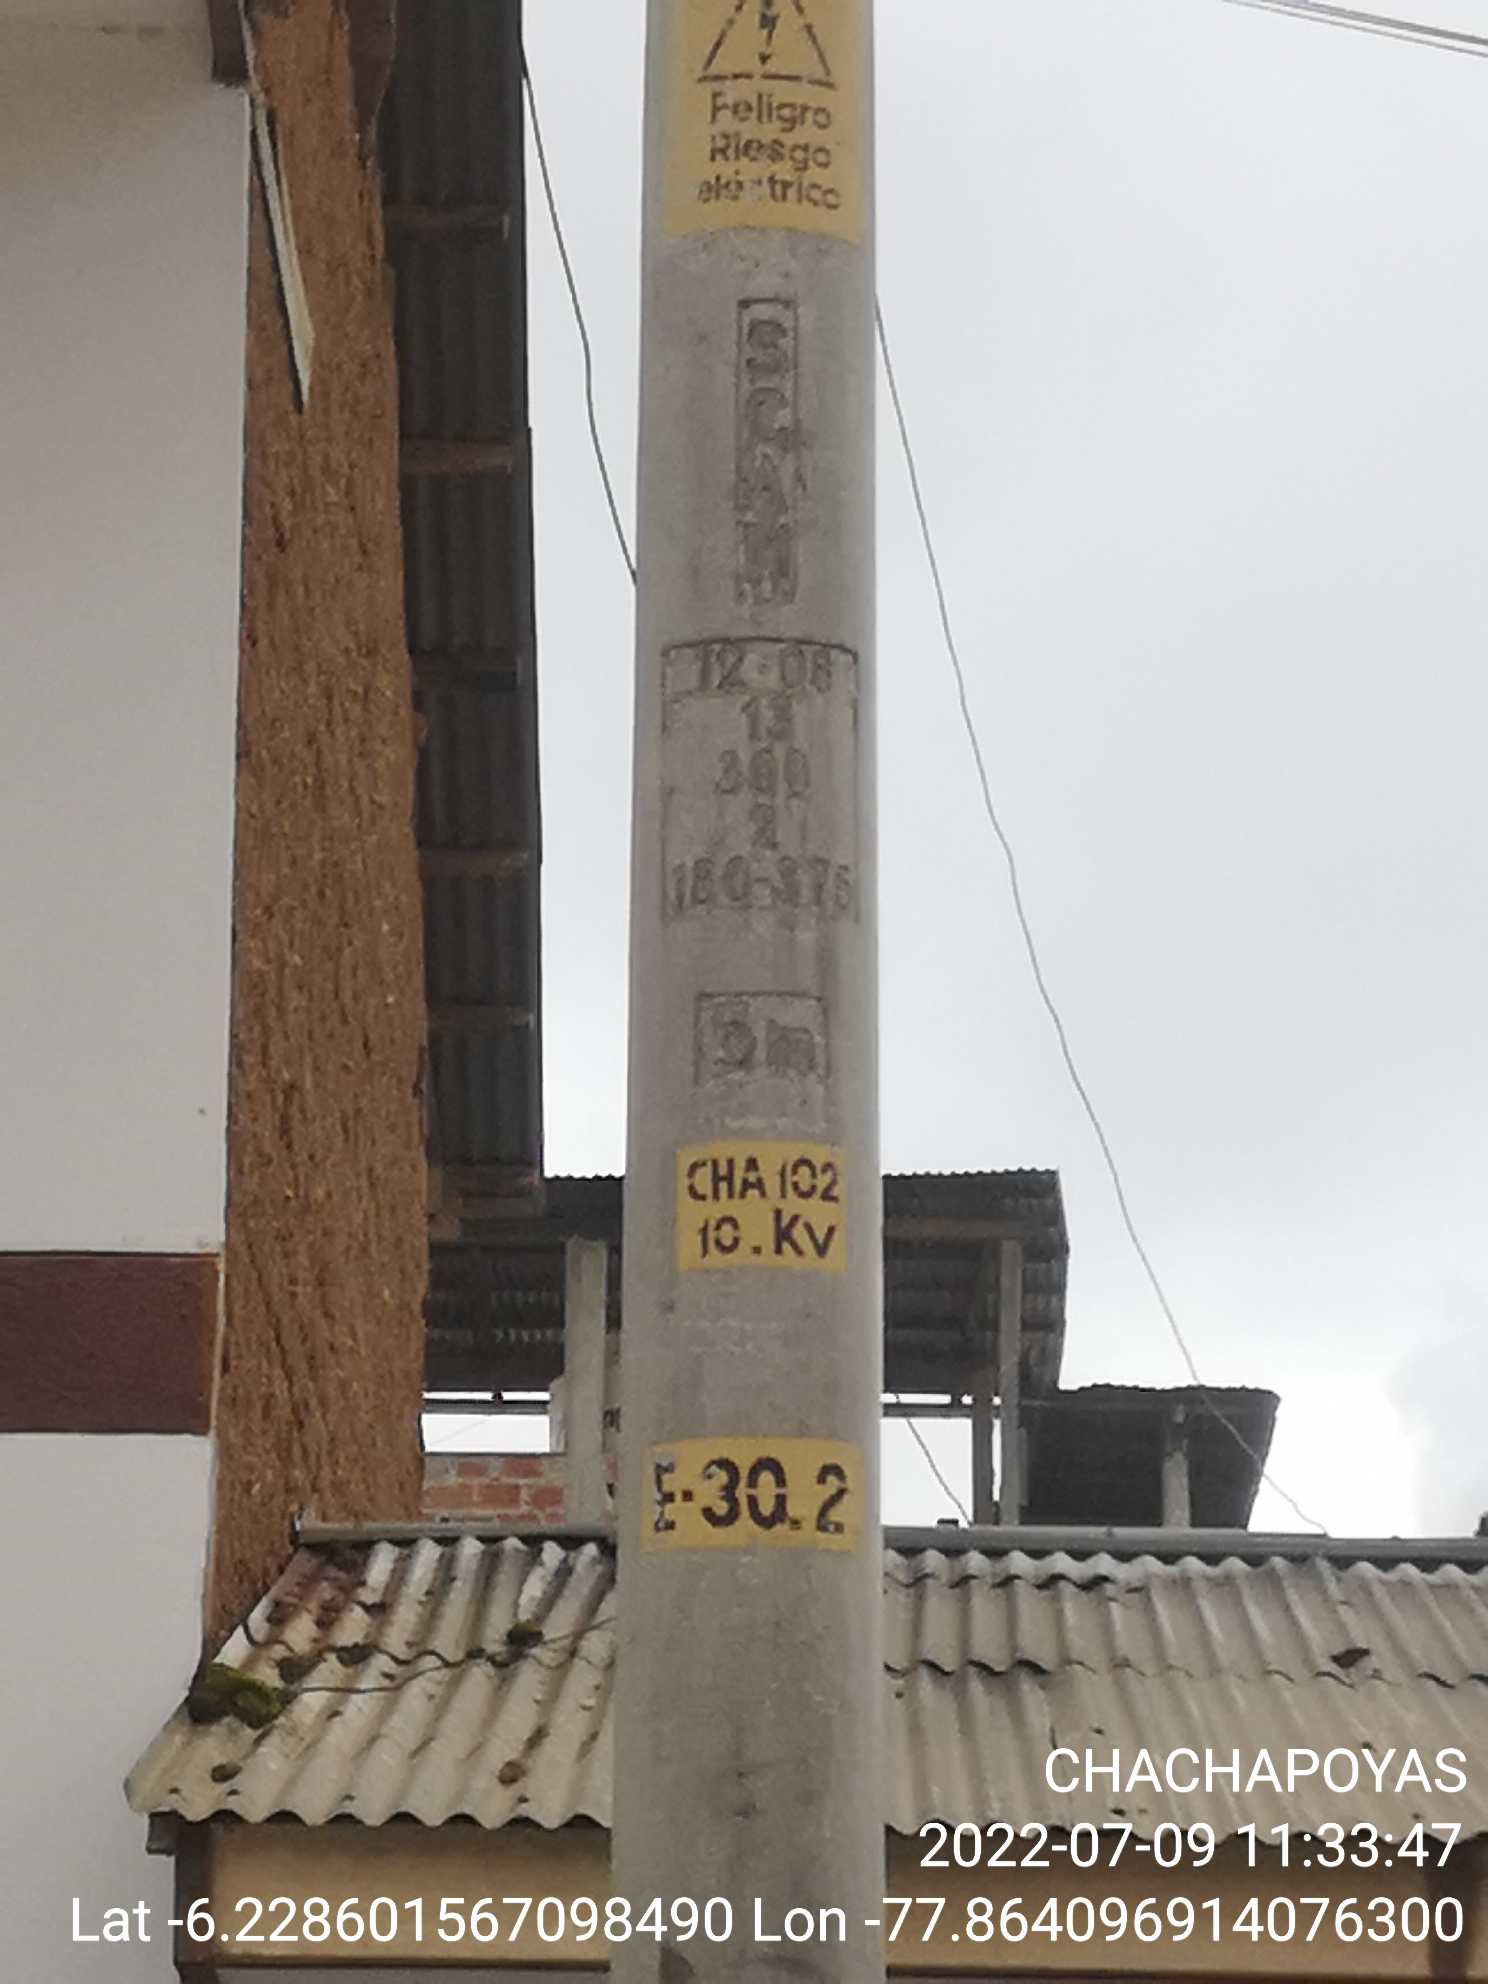 Peligro
Riesgo
eléctrico
SCAM
12-08
13
300
2
180-375
3m
CHA 102
10.Kv
E-30.2
CHACHAPOYAS
2022-07-09 11:33:47
Lat -6.228601567098490 Lon -77.864096914076300